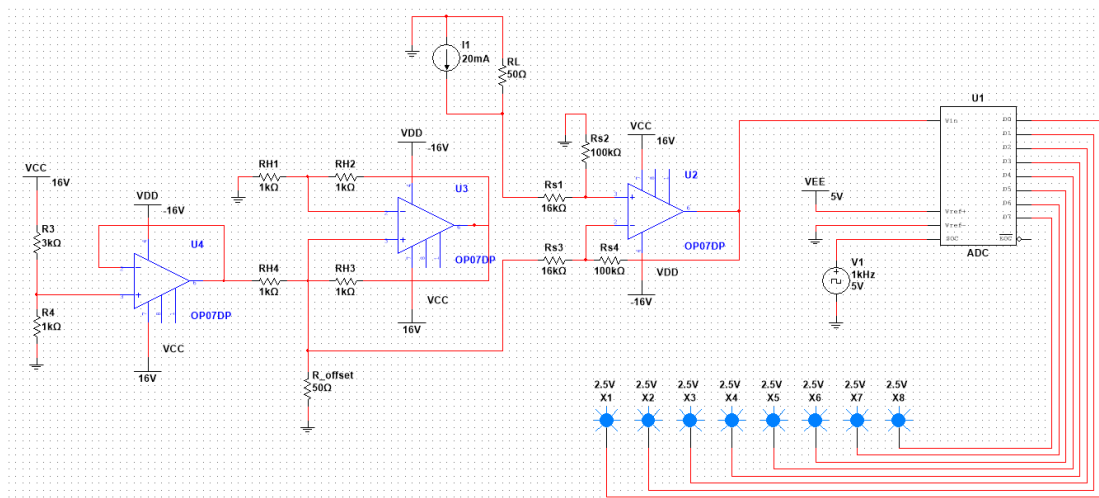 I1
20mA
RL
50Ω
VCC
16V
R3
3kΩ
R4
1kΩ
VDD
-16V
U4
OP07DP
VCC
16V
RH1
1kΩ
RH2
1kΩ
RH4
1kΩ
RH3
1kΩ
VDD
-16V
U3
OP07DP
VCC
16V
R_offset
50Ω
Rs2
100kΩ
Rs1
16kΩ
Rs3
16kΩ
Rs4
100kΩ
VCC
16V
U2
OP07DP
VDD
-16V
VEE
5V
V1
1kHz
5V
U1
Vin
Vref+
Vref-
SOC
D0
D1
D2
D3
D4
D5
D6
D7
EOC
ADC
2.5V 2.5V 2.5V 2.5V 2.5V 2.5V 2.5V 2.5V
X1 X2 X3 X4 X5 X6 X7 X8